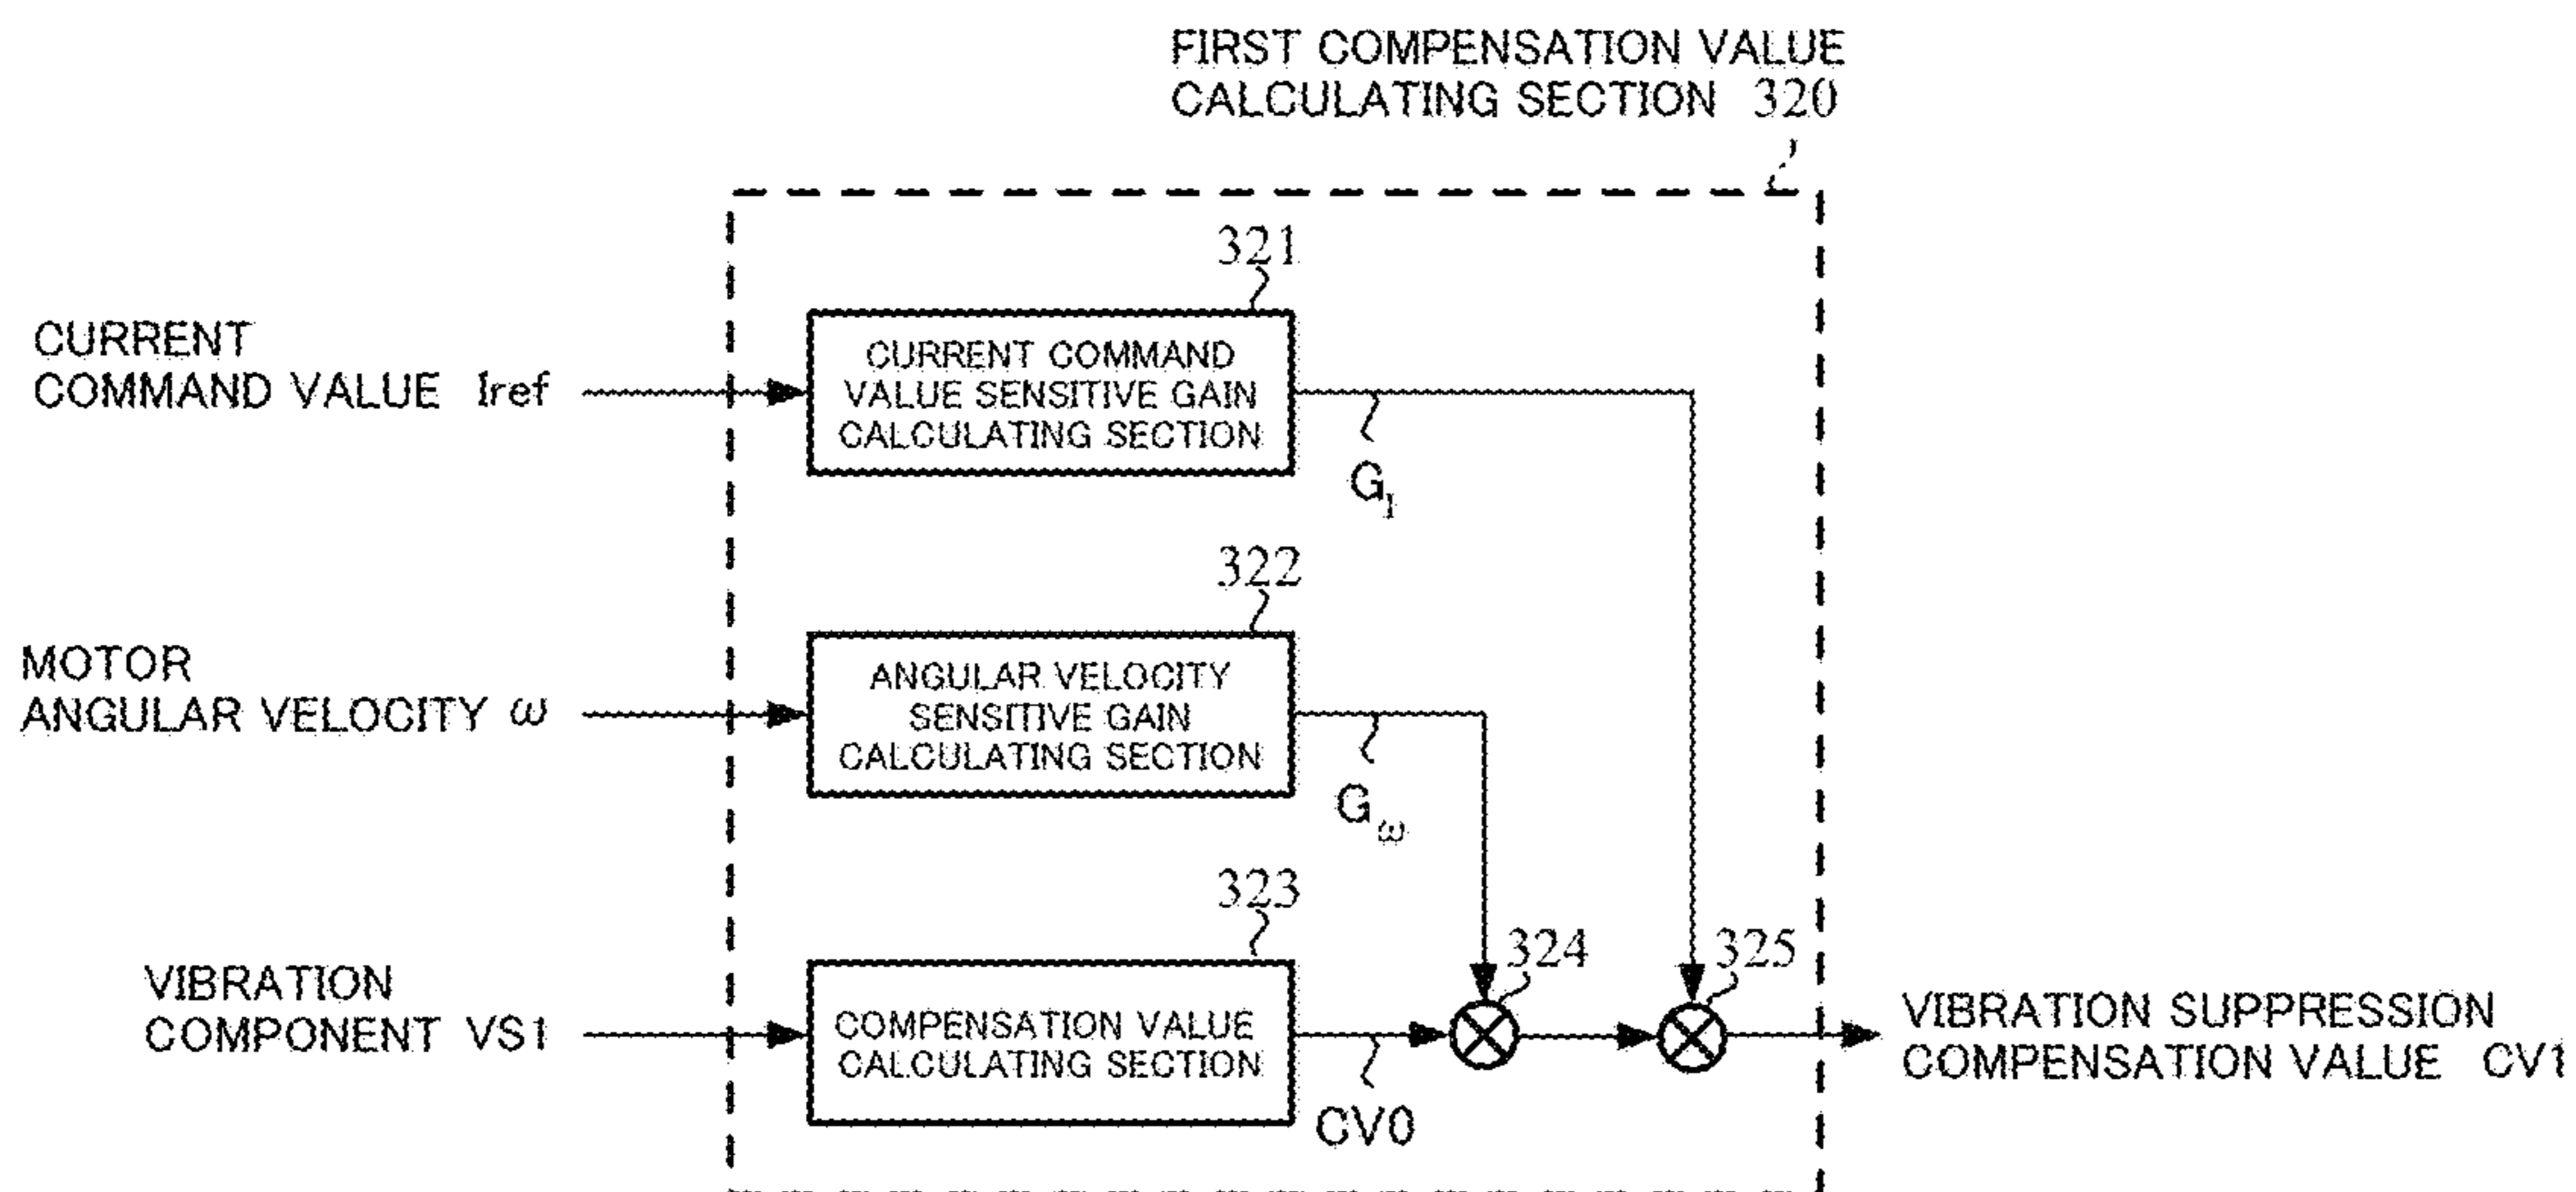 FIRST COMPENSATION VALUE
CALCULATING SECTION 320
321
CURRENT
COMMAND VALUE Iref
CURRENT COMMAND
VALUE SENSITIVE GAIN
CALCULATING SECTION
G_I
322
MOTOR
ANGULAR VELOCITY ω
ANGULAR VELOCITY
SENSITIVE GAIN
CALCULATING SECTION
G_ω
323
324
325
VIBRATION
COMPONENT VS1
COMPENSATION VALUE
CALCULATING SECTION
CV0
VIBRATION SUPPRESSION
COMPENSATION VALUE CV1